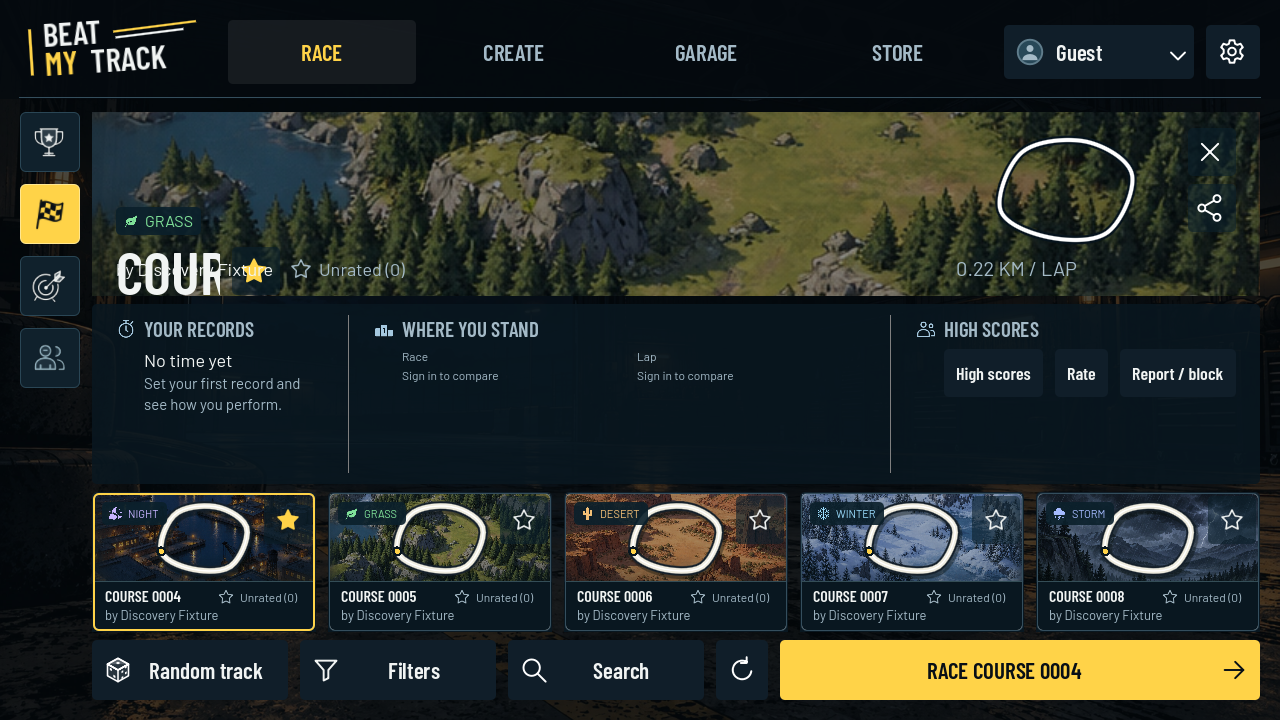 BEAT
MY TRACK
RACE
CREATE
GARAGE
STORE
Guest
GRASS
COUR
by Discovery Fixture
Unrated (0)
0.22 KM / LAP
YOUR RECORDS
No time yet
Set your first record and
see how you perform.
WHERE YOU STAND
Race
Sign in to compare
Lap
Sign in to compare
HIGH SCORES
High scores
Rate
Report / block
NIGHT
COURSE 0004
Unrated (0)
by Discovery Fixture
GRASS
COURSE 0005
Unrated (0)
by Discovery Fixture
DESERT
COURSE 0006
Unrated (0)
by Discovery Fixture
WINTER
COURSE 0007
Unrated (0)
by Discovery Fixture
STORM
COURSE 0008
Unrated (0)
by Discovery Fixture
Random track
Filters
Search
RACE COURSE 0004